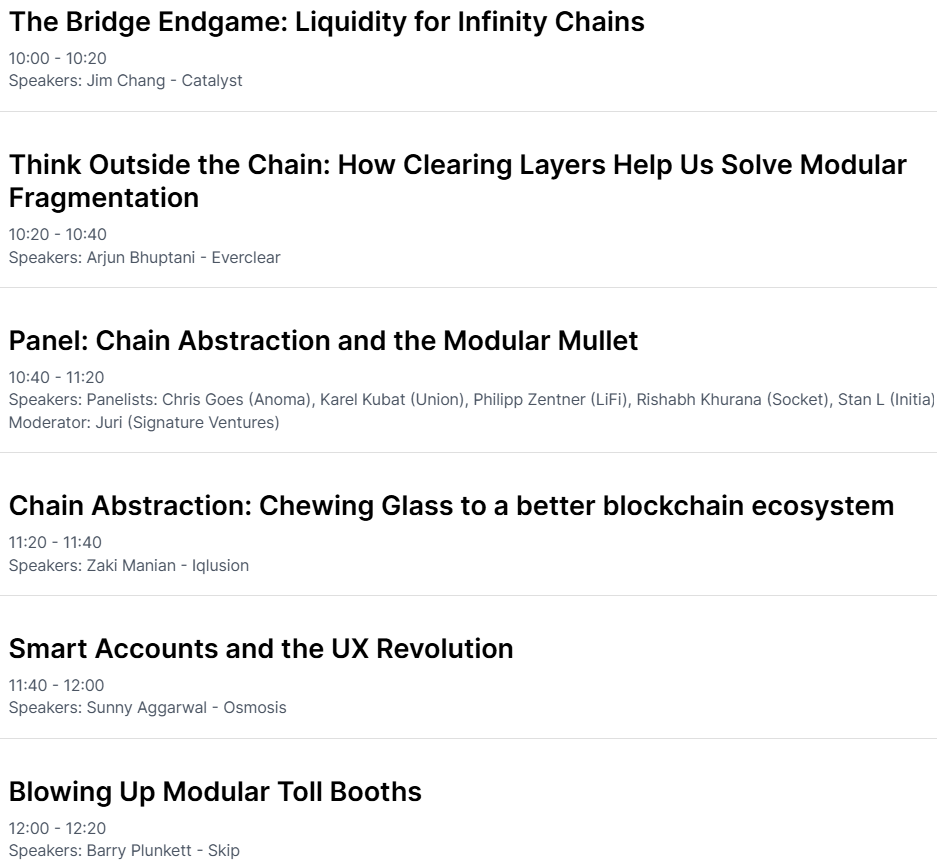 The Bridge Endgame: Liquidity for Infinity Chains
10:00 - 10:20
Speakers: Jim Chang - Catalyst
Think Outside the Chain: How Clearing Layers Help Us Solve Modular
Fragmentation
10:20 - 10:40
Speakers: Arjun Bhuptani - Everclear
Panel: Chain Abstraction and the Modular Mullet
10:40 - 11:20
Speakers: Panelists: Chris Goes (Anoma), Karel Kubat (Union), Philipp Zentner (LiFi), Rishabh Khurana (Socket), Stan L (Initia)
Moderator: Juri (Signature Ventures)
Chain Abstraction: Chewing Glass to a better blockchain ecosystem
11:20 - 11:40
Speakers: Zaki Manian - Iqlusion
Smart Accounts and the UX Revolution
11:40 - 12:00
Speakers: Sunny Aggarwal - Osmosis
Blowing Up Modular Toll Booths
12:00 - 12:20
Speakers: Barry Plunkett - Skip